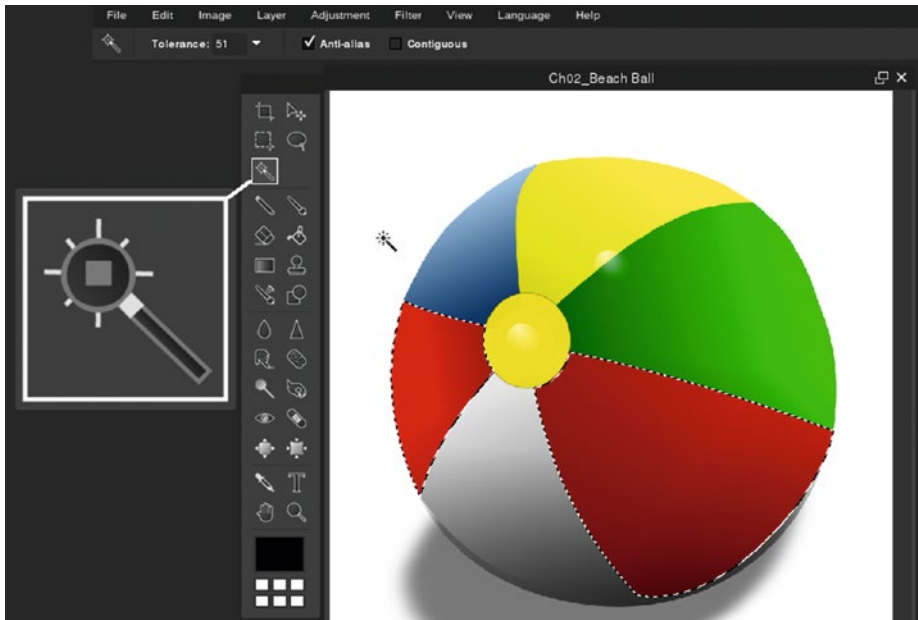 File Edit Image Layer Adjustment Filter View Language Help
Tolerance: 51 Anti-alias Contiguous
Ch02_Beach Ball